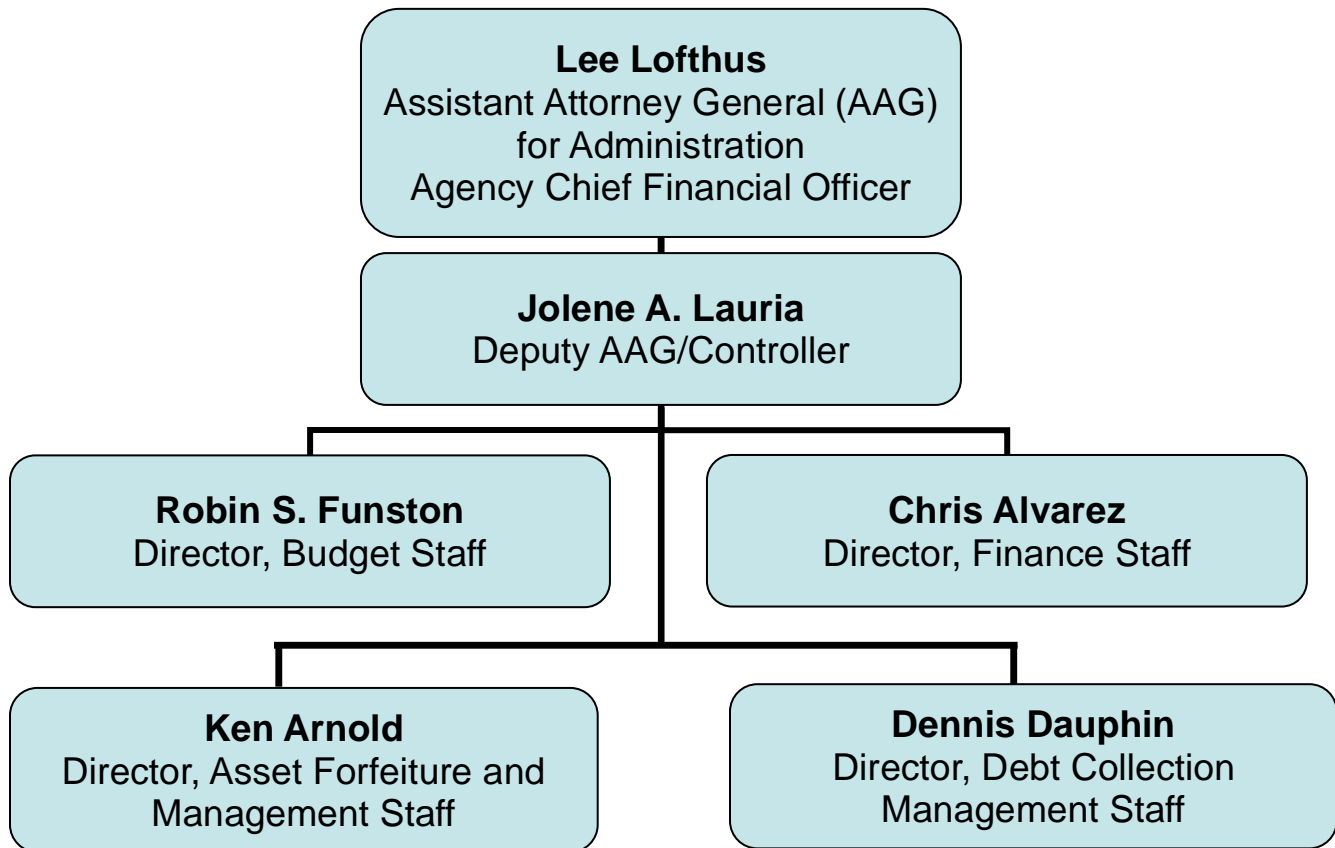 Lee Lofthus
Assistant Attorney General (AAG)
for Administration
Agency Chief Financial Officer
Jolene A. Lauria
Deputy AAG/Controller
Robin S. Funston
Director, Budget Staff
Chris Alvarez
Director, Finance Staff
Ken Arnold
Director, Asset Forfeiture and
Management Staff
Dennis Dauphin
Director, Debt Collection
Management Staff